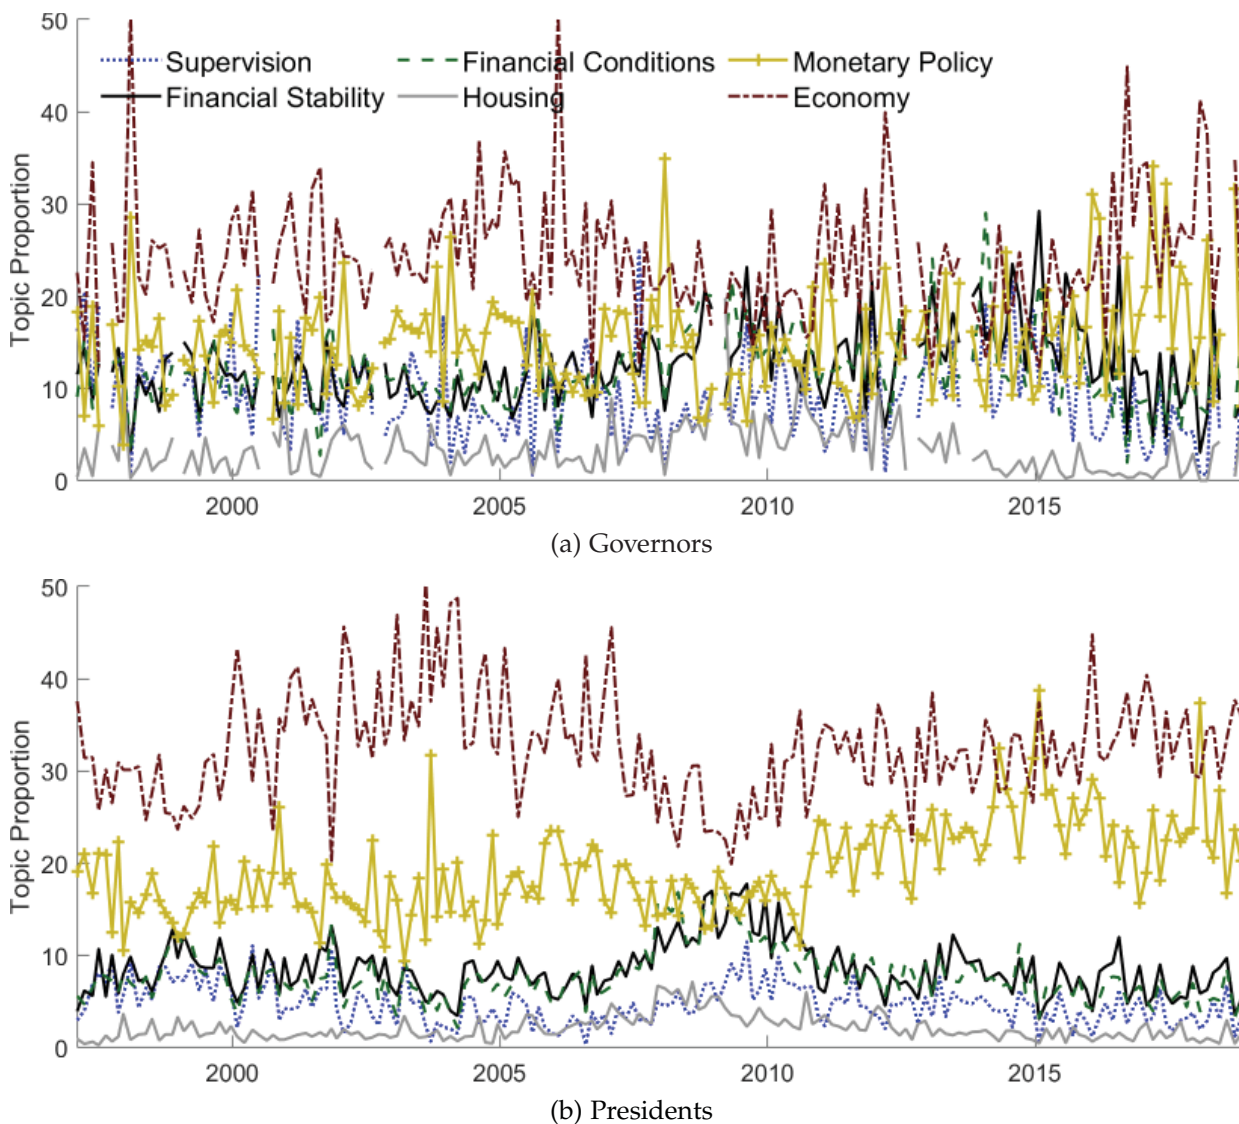 50
40
30
20
10
0
Topic Proportion
Supervision
Financial Conditions
Monetary Policy
Financial Stability
Housing
Economy
2000
2005
2010
2015
(a) Governors
50
40
30
20
10
0
Topic Proportion
2000
2005
2010
2015
(b) Presidents